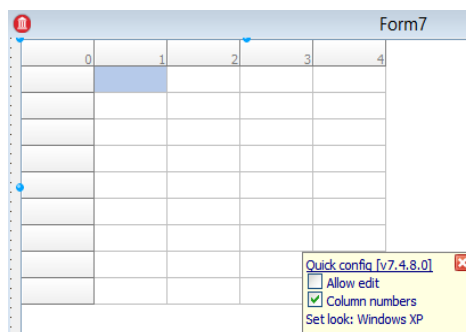 Form7
0 1 2 3 4
Quick config [v7.4.8.0]
Allow edit
Column numbers
Set look: Windows XP